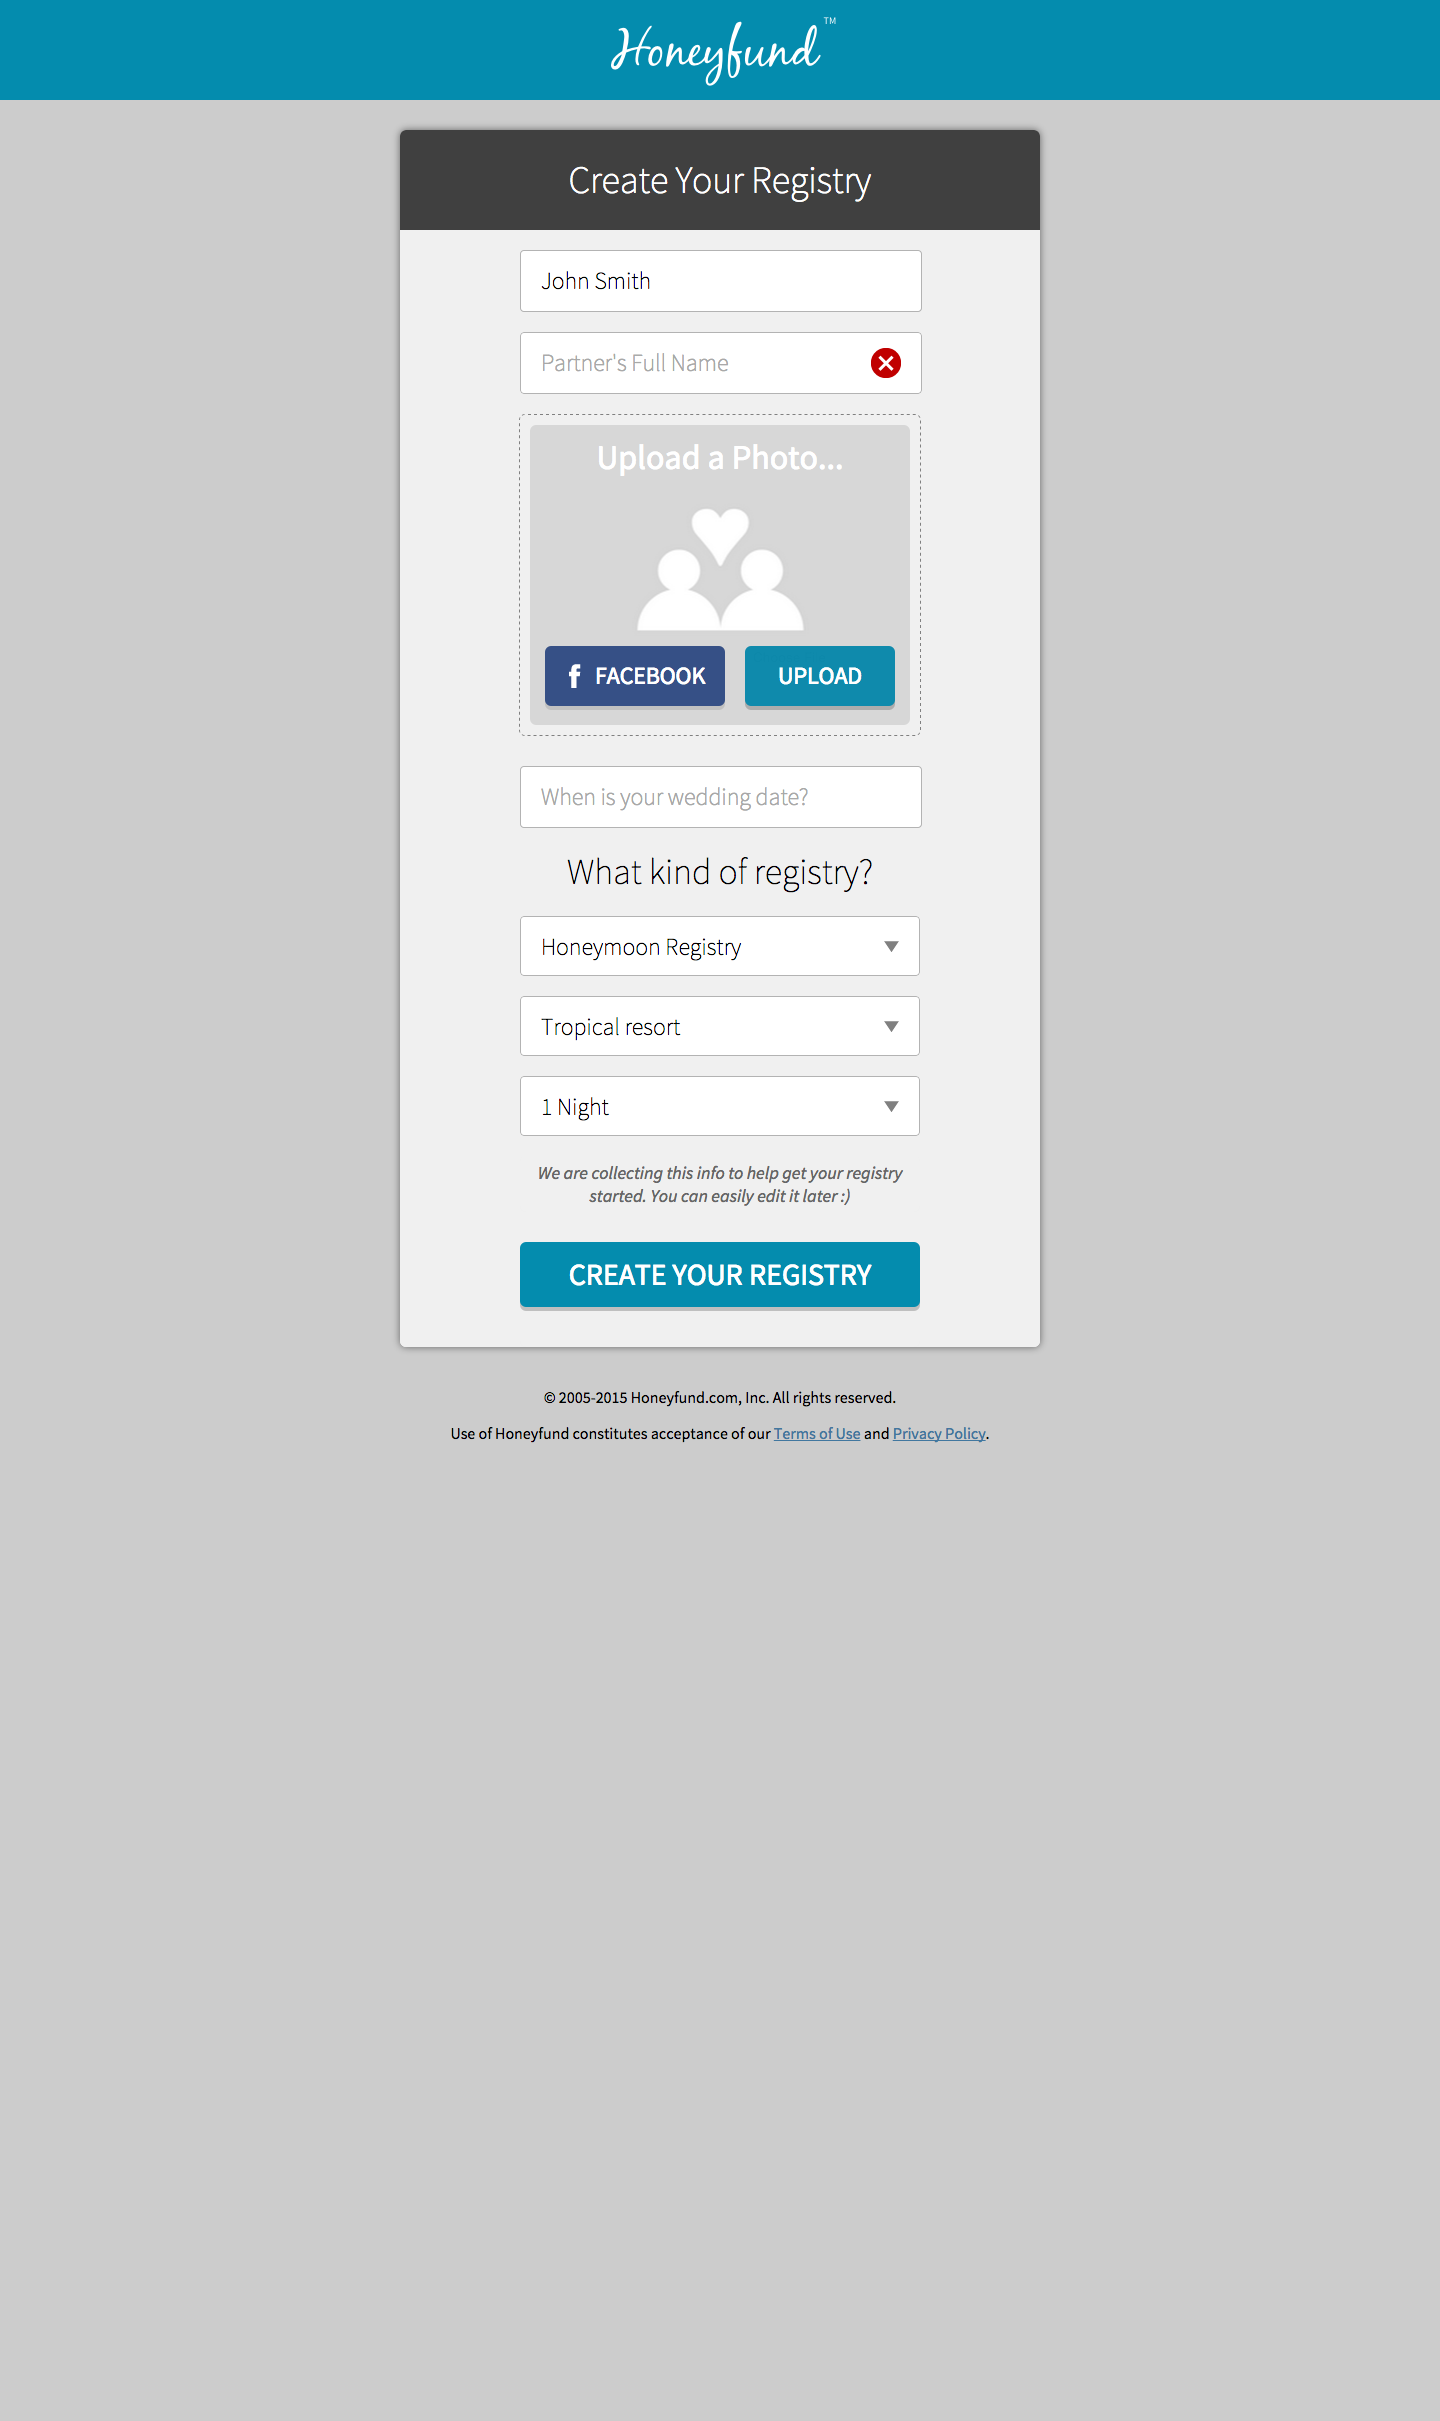 Honeyfund™
Create Your Registry
John Smith
Partner's Full Name
Upload a Photo...
f FACEBOOK
UPLOAD
When is your wedding date?
What kind of registry?
Honeymoon Registry
Tropical resort
1 Night
We are collecting this info to help get your registry
started. You can easily edit it later :)
CREATE YOUR REGISTRY
© 2005-2015 Honeyfund.com, Inc. All rights reserved.
Use of Honeyfund constitutes acceptance of our Terms of Use and Privacy Policy.